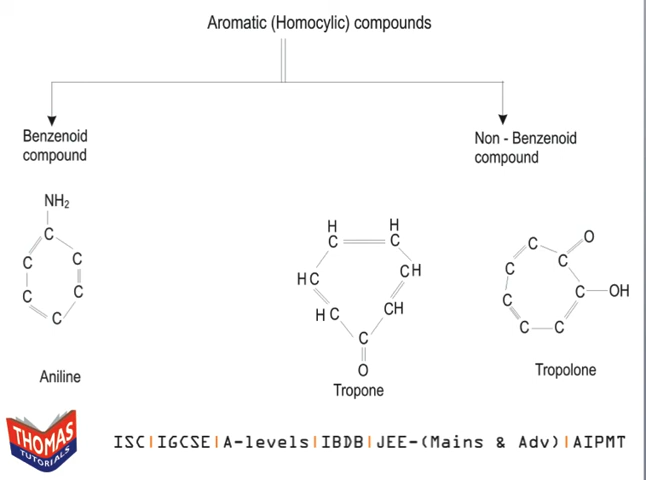 Aromatic (Homocylic) compounds
Benzenoid
compound
Non - Benzenoid
compound
NH₂
C
C
C
C
C
C
Aniline
H H
C C
HC CH
HC CH
C
O
Tropone
O
C
C
C
C
C
C
C
OH
Tropolone
THOMAS
TUTORIALS
ISC|IGCSE|A-levels|IBDB|JEE-(Mains & Adv)|AIPMT